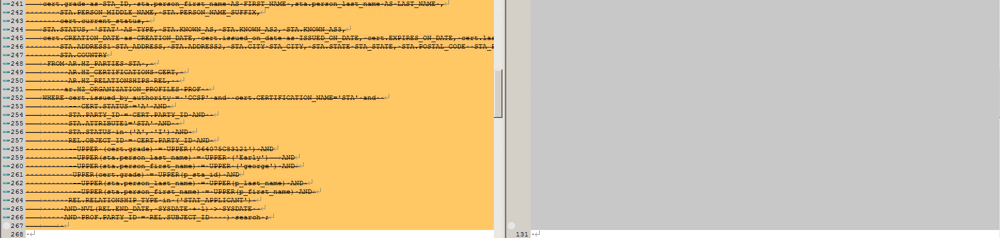 241 cert.grade as STA_ID, sta.person_first_name AS FIRST_NAME ,sta.person_last_name AS LAST_NAME ,
242 STA.PERSON_MIDDLE_NAME, STA.PERSON_NAME_SUFFIX,
243 cert.current_status,
244 STA.STATUS, 'STAT' AS TYPE, STA.KNOWN_AS, STA.KNOWN_AS2, STA.KNOWN_AS3,
245 cert.CREATION_DATE as CREATION_DATE, cert.issued_on_date as ISSUED_ON_DATE, cert.EXPIRES_ON_DATE, cert.las
246 STA.ADDRESS1 STA_ADDRESS, STA.ADDRESS2, STA.CITY STA_CITY, STA.STATE STA_STATE, STA.POSTAL_CODE STA_P
247 STA.COUNTRY
248 FROM AR.HZ_PARTIES STA ,
249 AR.HZ_CERTIFICATIONS CERT,
250 AR.HZ_RELATIONSHIPS REL,
251 ar.HZ_ORGANIZATION_PROFILES PROF
252 WHERE cert.issued_by_authority = 'CCSP' and cert.CERTIFICATION_NAME='STA' and
253 -- CERT.STATUS ='A' AND
254 STA.PARTY_ID = CERT.PARTY_ID AND
255 STA.ATTRIBUTE1='STA' AND
256 STA.STATUS in ('A', 'I') AND
257 REL.OBJECT_ID = CERT.PARTY_ID AND
258 --UPPER (cert.grade) = UPPER('064075C83121') AND
259 --UPPER(sta.person_last_name) = UPPER ('Early') AND
260 --UPPER(sta.person_first_name) = UPPER ('george') AND
261 UPPER(cert.grade) = UPPER(p_sta_id) AND
262 --UPPER(sta.person_last_name) = UPPER(p_last_name) AND
263 --UPPER(sta.person_first_name) = UPPER(p_first_name) AND
264 REL.RELATIONSHIP_TYPE in ('STAT_APPLICANT')
265 AND NVL(REL.END_DATE, SYSDATE + 1) > SYSDATE
266 AND PROF.PARTY_ID = REL.SUBJECT_ID ) search ;
267
268
131